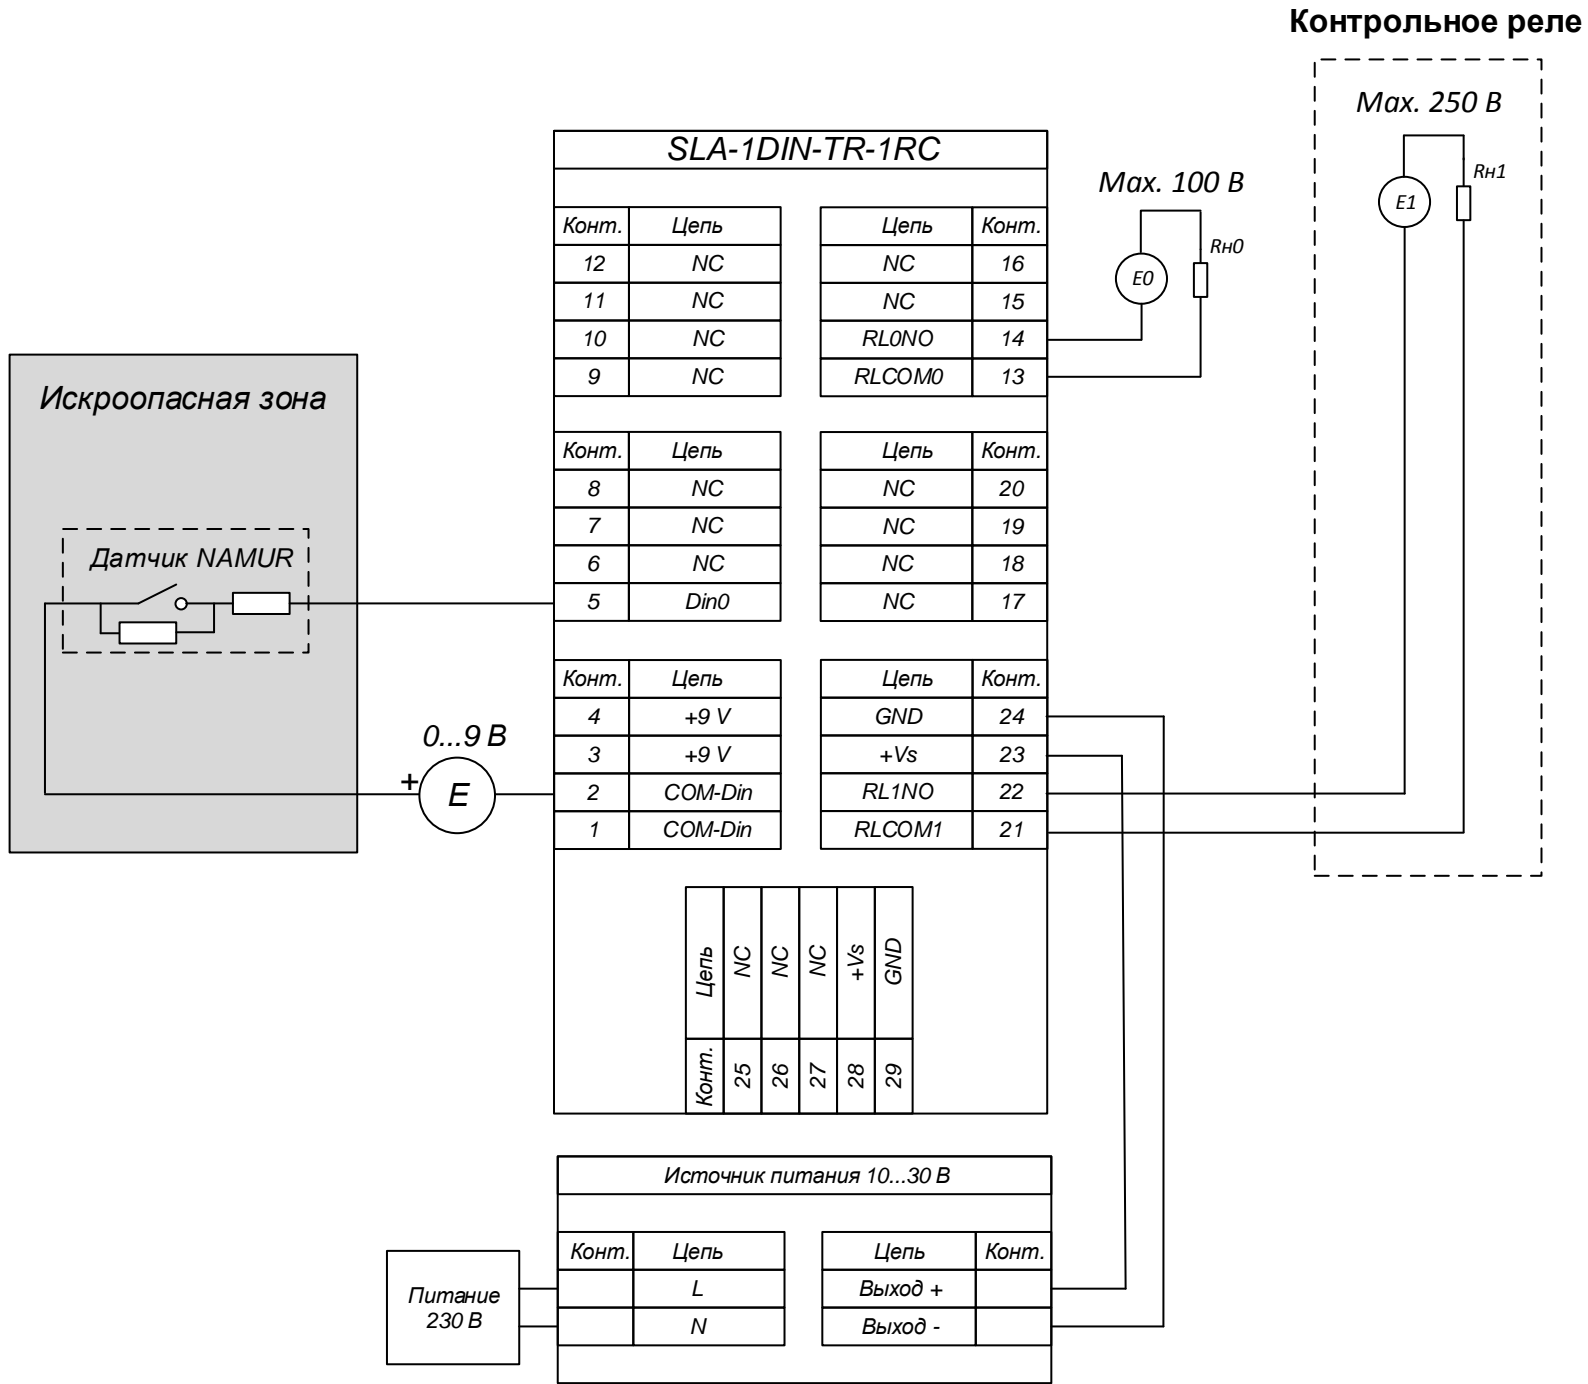 Контрольное реле
Max. 250 В
E1
Rн1
SLA-1DIN-TR-1RC
Max. 100 В
E0
Rн0
Конт. Цепь Цепь Конт.
12 NC NC 16
11 NC NC 15
10 NC RL0NO 14
9 NC RLCOM0 13
Искроопасная зона
Датчик NAMUR
Конт. Цепь Цепь Конт.
8 NC NC 20
7 NC NC 19
6 NC NC 18
5 Din0 NC 17
0...9 В
+
E
Конт. Цепь Цепь Конт.
4 +9 V GND 24
3 +9 V +Vs 23
2 COM-Din RL1NO 22
1 COM-Din RLCOM1 21
Цепь NC NC NC +Vs GND
Конт. 25 26 27 28 29
Источник питания 10...30 В
Конт. Цепь Цепь Конт.
L Выход +
N Выход -
Питание
230 В